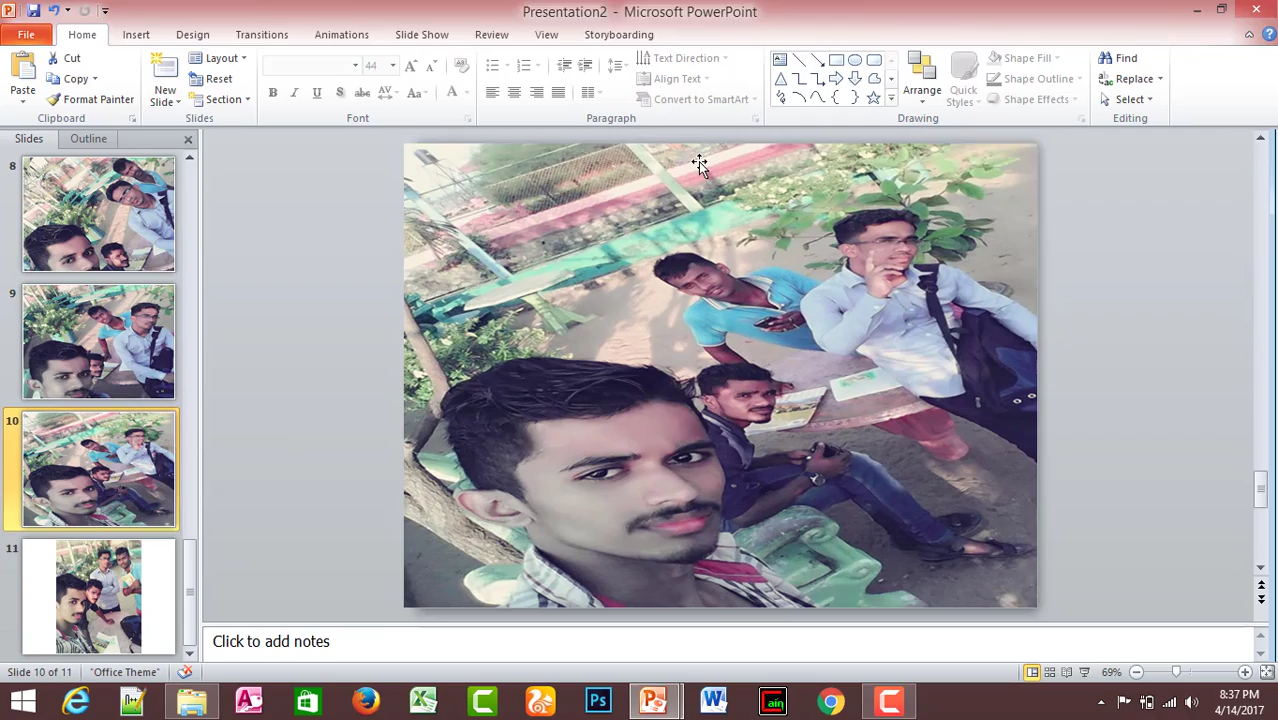 Presentation2 - Microsoft PowerPoint
File Home Insert Design Transitions Animations Slide Show Review View Storyboarding
Paste
Cut
Copy
Format Painter
Clipboard
New
Slide
Layout
Reset
Section
Slides
44
Font
Text Direction
Align Text
Convert to SmartArt
Paragraph
Arrange
Quick
Styles
Shape Fill
Shape Outline
Shape Effects
Drawing
Find
Replace
Select
Editing
Slides Outline
8
9
10
11
Click to add notes
Slide 10 of 11 "Office Theme" 69%
8:37 PM
4/14/2017